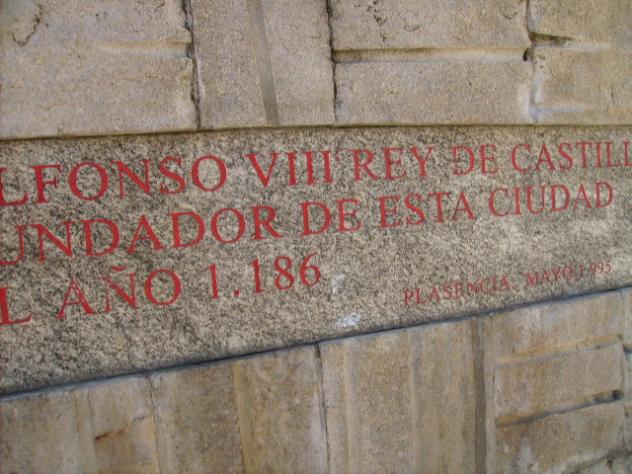 LFONSO VIII REY DE CASTILL
UNDADOR DE ESTA CIUDAD
L AÑO 1.186
PLASENCIA, MAYO, 1.995